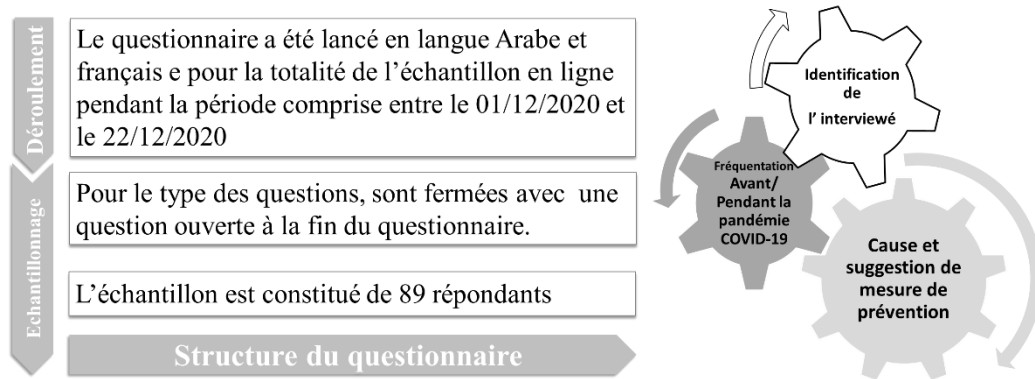 Déroulement
Le questionnaire a été lancé en langue Arabe et
français e pour la totalité de l’échantillon en ligne
pendant la période comprise entre le 01/12/2020 et
le 22/12/2020
Echantillonnage
Pour le type des questions, sont fermées avec une
question ouverte à la fin du questionnaire.
L’échantillon est constitué de 89 répondants
Structure du questionnaire
Identification
de
l’ interviewé
Fréquentation
Avant/
Pendant la
pandémie
COVID-19
Cause et
suggestion de
mesure de
prévention